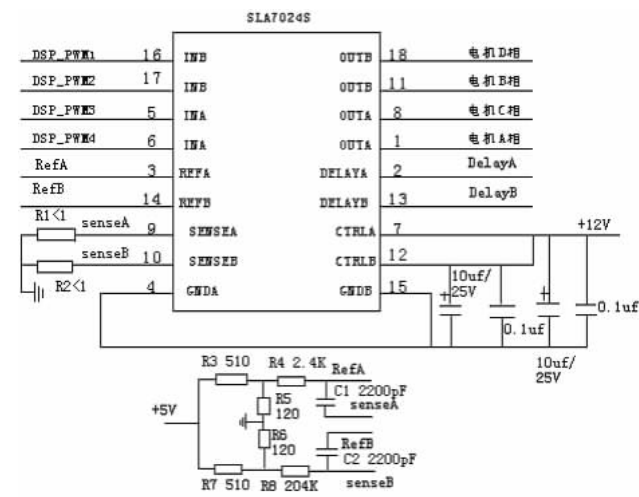 SLA7024S
DSP_PWM1 16 INB OUTB 18 电机D相
DSP_PWM2 17 INB OUTB 11 电机B相
DSP_PWM3 5 INA OUTA 8 电机C相
DSP_PWM4 6 INA OUTA 1 电机A相
RefA 3 REFA DELAYA 2 DelayA
RefB 14 REFB DELAYB 13 DelayB
R1<1 senseA 9 SENSEA CTRLA 7 +12V
senseB 10 SENSEB CTRLB 12
R2<1 4 GNDA GNDB 15
10uf/
25V
+
0.1uf
+
10uf/
25V
0.1uf
R3 510 R4 2.4K RefA
C1 2200pF
R5
120
senseA
+5V
R6
120
RefB
C2 2200pF
R7 510 R8 204K senseB